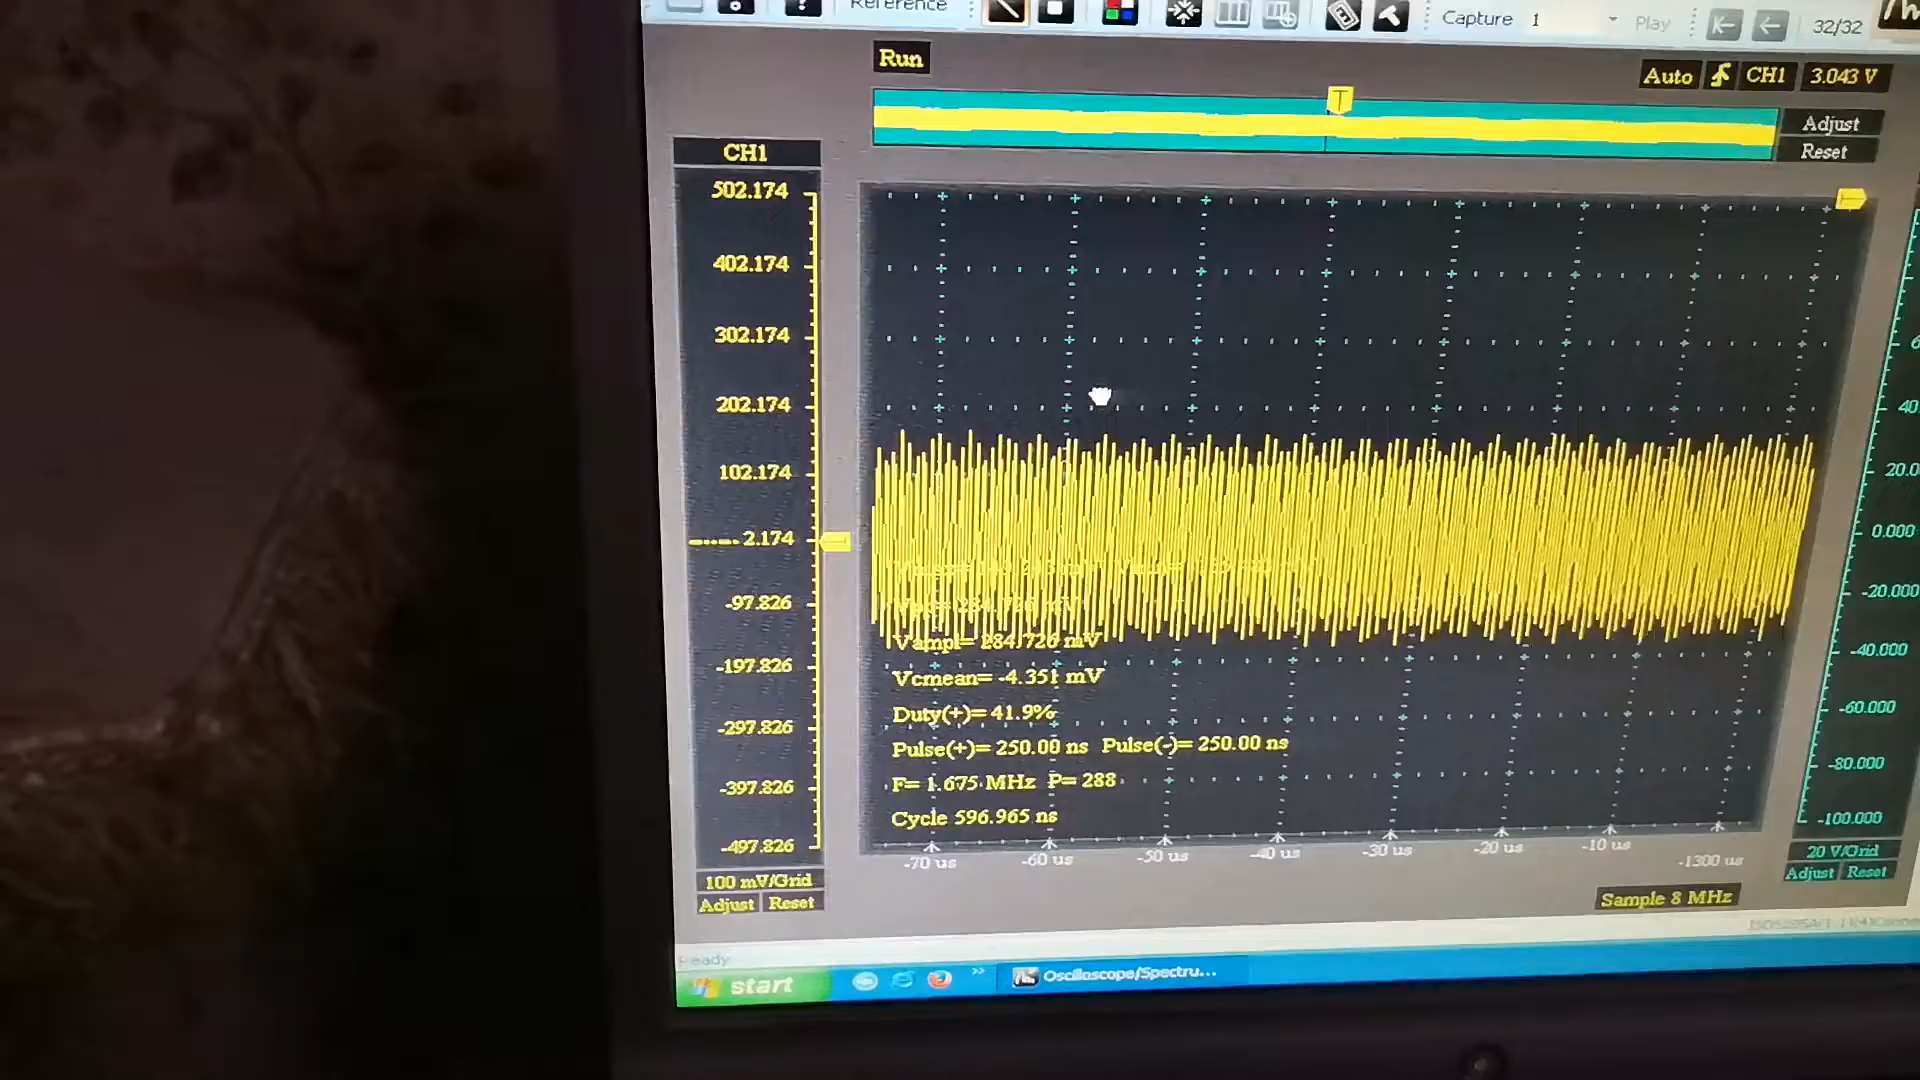 Reference
Capture 1 Play 32/32
Run
Auto CH1 3.043 V
T
Adjust
Reset
CH1
502.174
402.174
302.174
202.174
102.174
2.174
-97.826
-197.826
-297.826
-397.826
-497.826
100 mV/Grid
Adjust Reset
Vampl= 284.726 mV
Vcmean= -4.351 mV
Duty(+)= 41.9%
Pulse(+)= 250.00 ns Pulse(-)= 250.00 ns
F= 1.675 MHz P= 288
Cycle 596.965 ns
-70 us -60 us -50 us -40 us -30 us -20 us -10 us -1300 us
20.0
0.000
-20.000
-40.000
-60.000
-80.000
-100.000
20 V/Grid
Adjust Reset
Sample 8 MHz
Ready
start
Oscilloscope/Spectru...